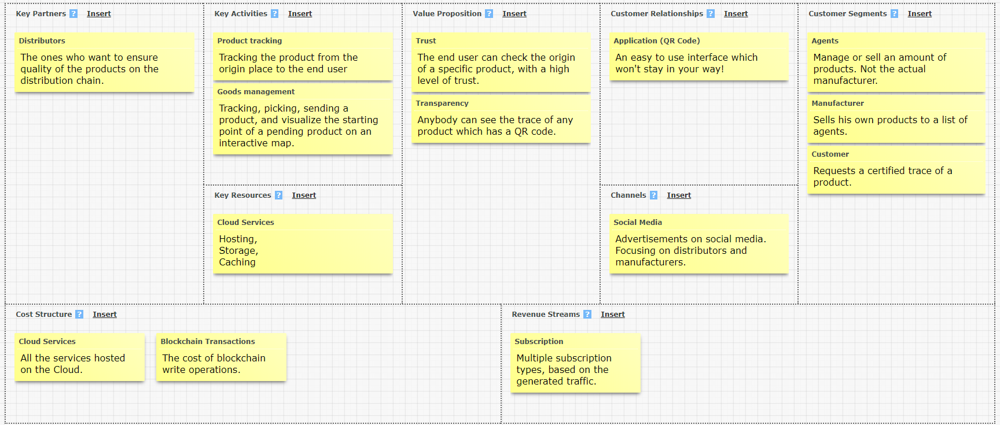 Key Partners ? Insert
Distributors
The ones who want to ensure
quality of the products on the
distribution chain.
Key Activities ? Insert
Product tracking
Tracking the product from the
origin place to the end user
Goods management
Tracking, picking, sending a
product, and visualize the starting
point of a pending product on an
interactive map.
Key Resources ? Insert
Cloud Services
Hosting,
Storage,
Caching
Value Proposition ? Insert
Trust
The end user can check the origin
of a specific product, with a high
level of trust.
Transparency
Anybody can see the trace of any
product which has a QR code.
Customer Relationships ? Insert
Application (QR Code)
An easy to use interface which
won't stay in your way!
Channels ? Insert
Social Media
Advertisements on social media.
Focusing on distributors and
manufacturers.
Customer Segments ? Insert
Agents
Manage or sell an amount of
products. Not the actual
manufacturer.
Manufacturer
Sells his own products to a list of
agents.
Customer
Requests a certified trace of a
product.
Cost Structure ? Insert
Cloud Services
All the services hosted
on the Cloud.
Blockchain Transactions
The cost of blockchain
write operations.
Revenue Streams ? Insert
Subscription
Multiple subscription
types, based on the
generated traffic.